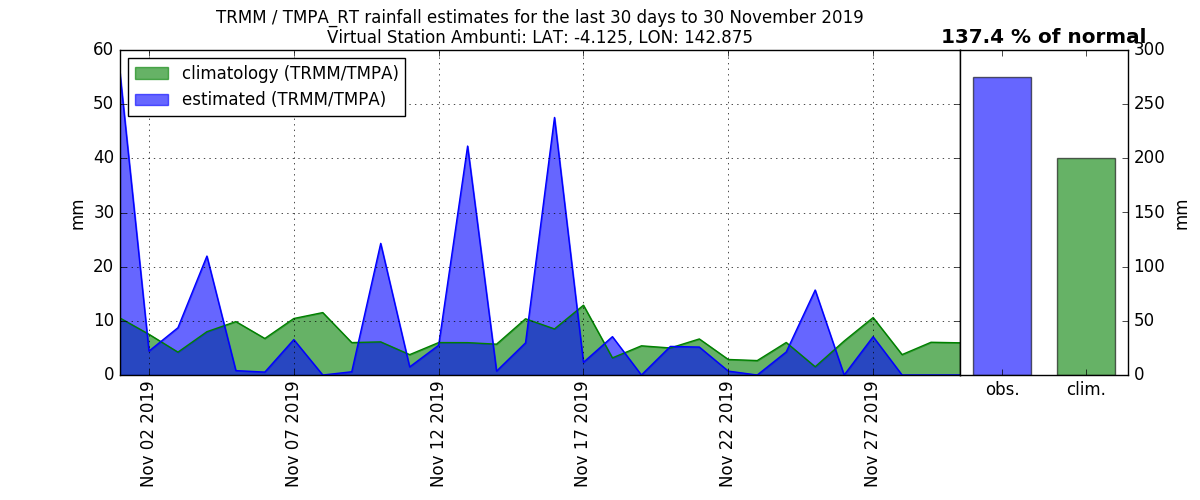 TRMM / TMPA_RT rainfall estimates for the last 30 days to 30 November 2019
Virtual Station Ambunti: LAT: -4.125, LON: 142.875
137.4 % of normal
climatology (TRMM/TMPA)
estimated (TRMM/TMPA)
60
50
40
30
20
10
0
mm
300
250
200
150
100
50
0
mm
Nov 02 2019
Nov 07 2019
Nov 12 2019
Nov 17 2019
Nov 22 2019
Nov 27 2019
obs.
clim.